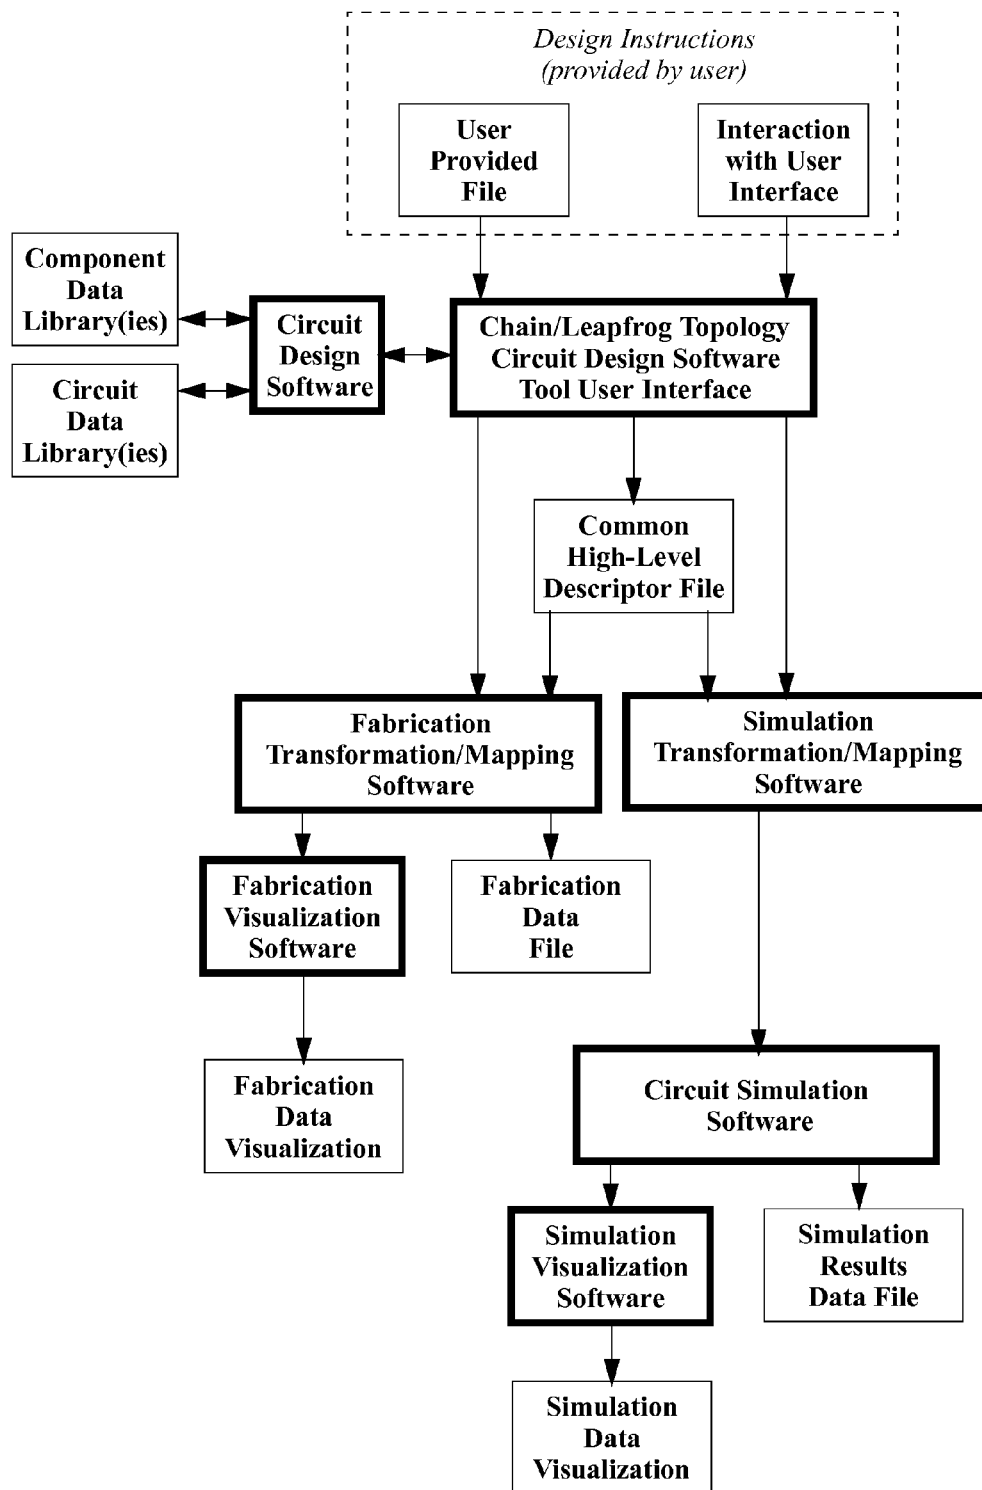 Design Instructions
(provided by user)
User
Provided
File
Interaction
with User
Interface
Component
Data
Library(ies)
Circuit
Data
Library(ies)
Circuit
Design
Software
Chain/Leapfrog Topology
Circuit Design Software
Tool User Interface
Common
High-Level
Descriptor File
Fabrication
Transformation/Mapping
Software
Simulation
Transformation/Mapping
Software
Fabrication
Visualization
Software
Fabrication
Data
File
Fabrication
Data
Visualization
Circuit Simulation
Software
Simulation
Visualization
Software
Simulation
Results
Data File
Simulation
Data
Visualization